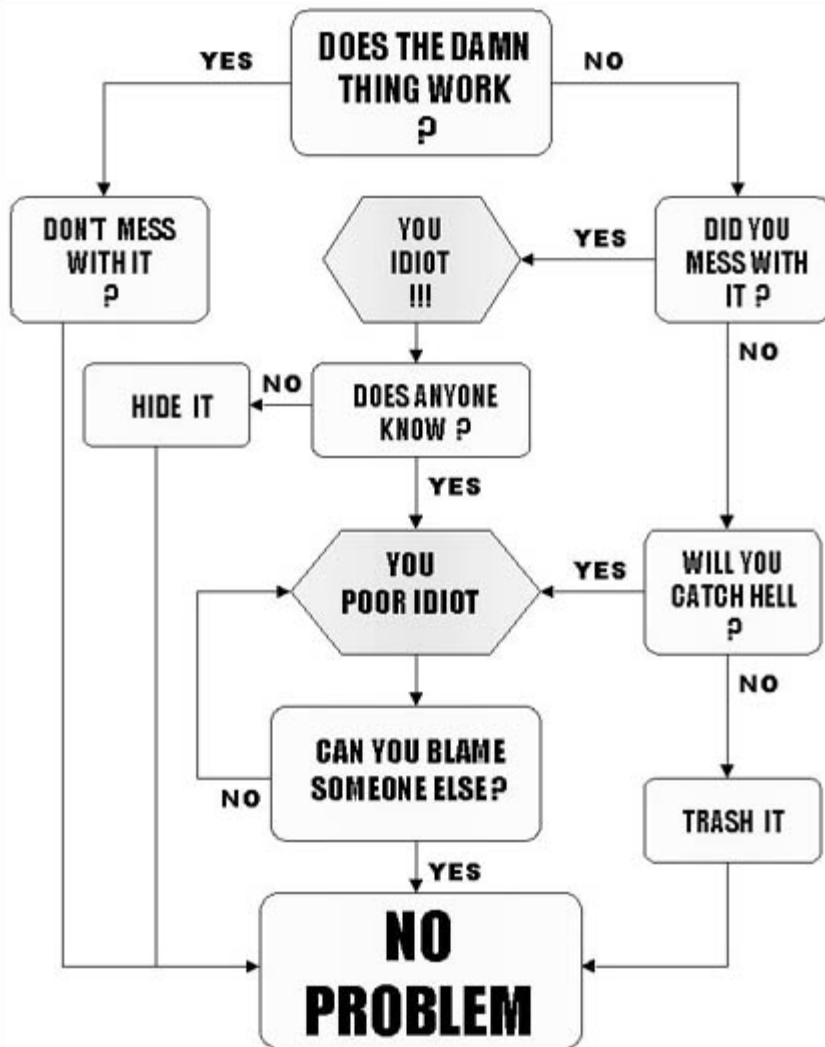 DOES THE DAMN
THING WORK
?
YES
NO
DON'T MESS
WITH IT
?
YOU
IDIOT
!!!
YES
DID YOU
MESS WITH
IT ?
NO
HIDE IT
NO
DOES ANYONE
KNOW ?
YES
YOU
POOR IDIOT
YES
WILL YOU
CATCH HELL
?
NO
CAN YOU BLAME
SOMEONE ELSE?
NO
TRASH IT
YES
NO
PROBLEM